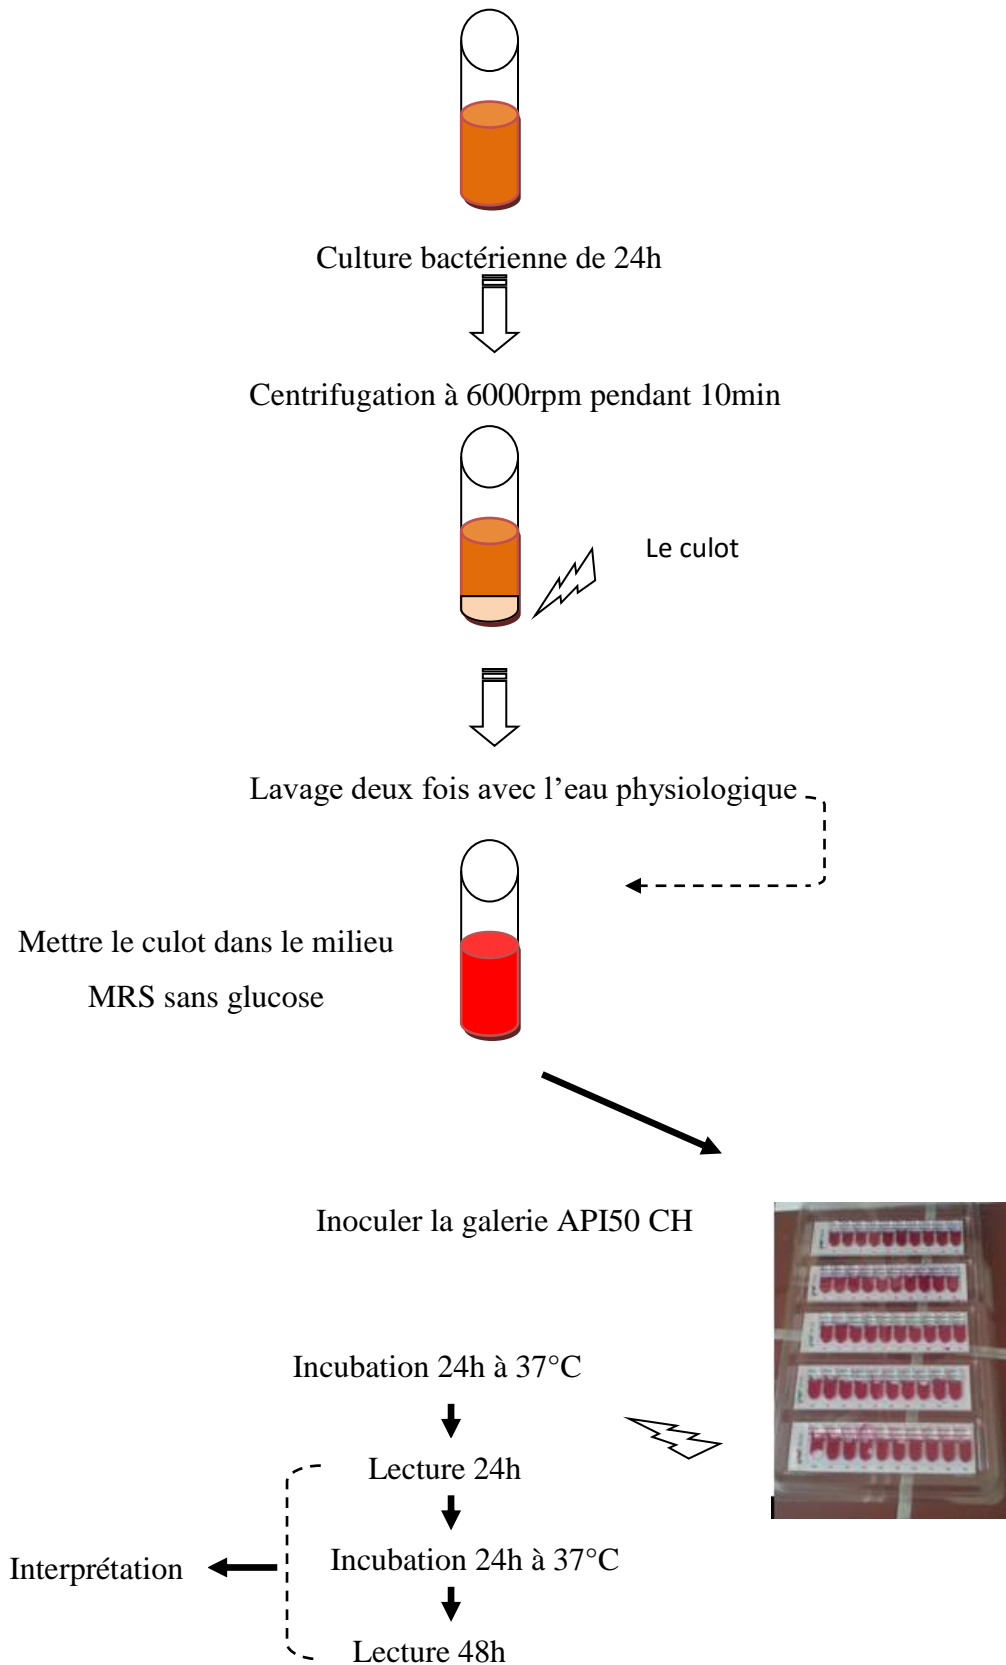 Culture bactérienne de 24h
Centrifugation à 6000rpm pendant 10min
Le culot
Lavage deux fois avec l’eau physiologique
Mettre le culot dans le milieu
MRS sans glucose
Inoculer la galerie API50 CH
Incubation 24h à 37°C
Lecture 24h
Incubation 24h à 37°C
Interprétation
Lecture 48h